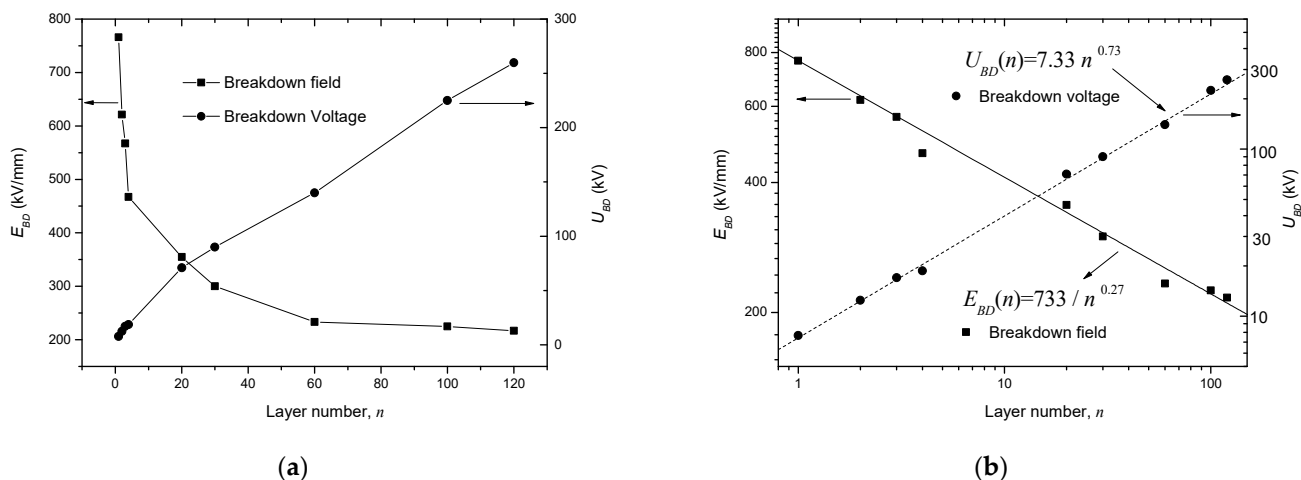 800
700
600
500
400
300
200
E_BD (kV/mm)
300
200
100
0
U_BD (kV)
Breakdown field
Breakdown Voltage
0 20 40 60 80 100 120
Layer number, n
(a)
800
600
400
200
E_BD (kV/mm)
300
100
30
10
U_BD (kV)
U_BD(n)=7.33 n^0.73
Breakdown voltage
E_BD(n)=733 / n^0.27
Breakdown field
1 10 100
Layer number, n
(b)